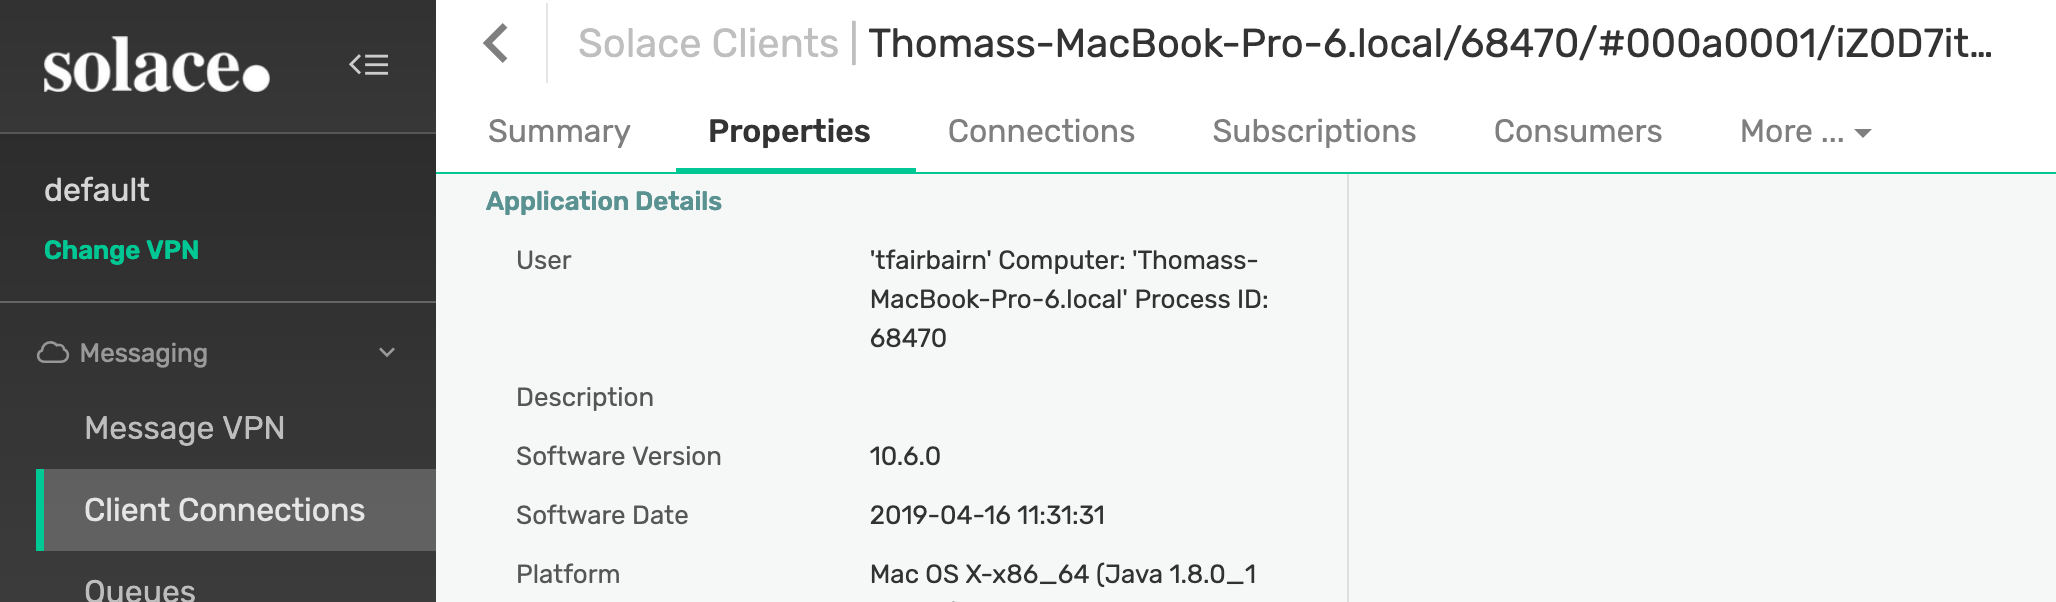 solace
default
Change VPN
Messaging
Message VPN
Client Connections
Queues
Solace Clients | Thomass-MacBook-Pro-6.local/68470/#000a0001/iZOD7it...
Summary Properties Connections Subscriptions Consumers More ...
Application Details
User 'tfairbairn' Computer: 'Thomass-
MacBook-Pro-6.local' Process ID:
68470
Description
Software Version 10.6.0
Software Date 2019-04-16 11:31:31
Platform Mac OS X-x86_64 (Java 1.8.0_1